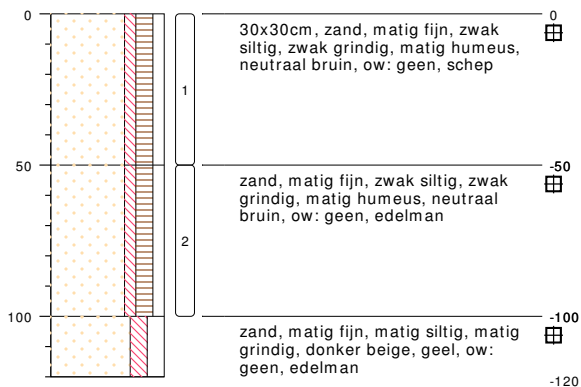 0
0
30x30cm, zand, matig fijn, zwak
siltig, zwak grindig, matig humeus,
neutraal bruin, ow: geen, schep
1
50
-50
zand, matig fijn, zwak siltig, zwak
grindig, matig humeus, neutraal
bruin, ow: geen, edelman
2
100
-100
zand, matig fijn, matig siltig, matig
grindig, donker beige, geel, ow:
geen, edelman
-120